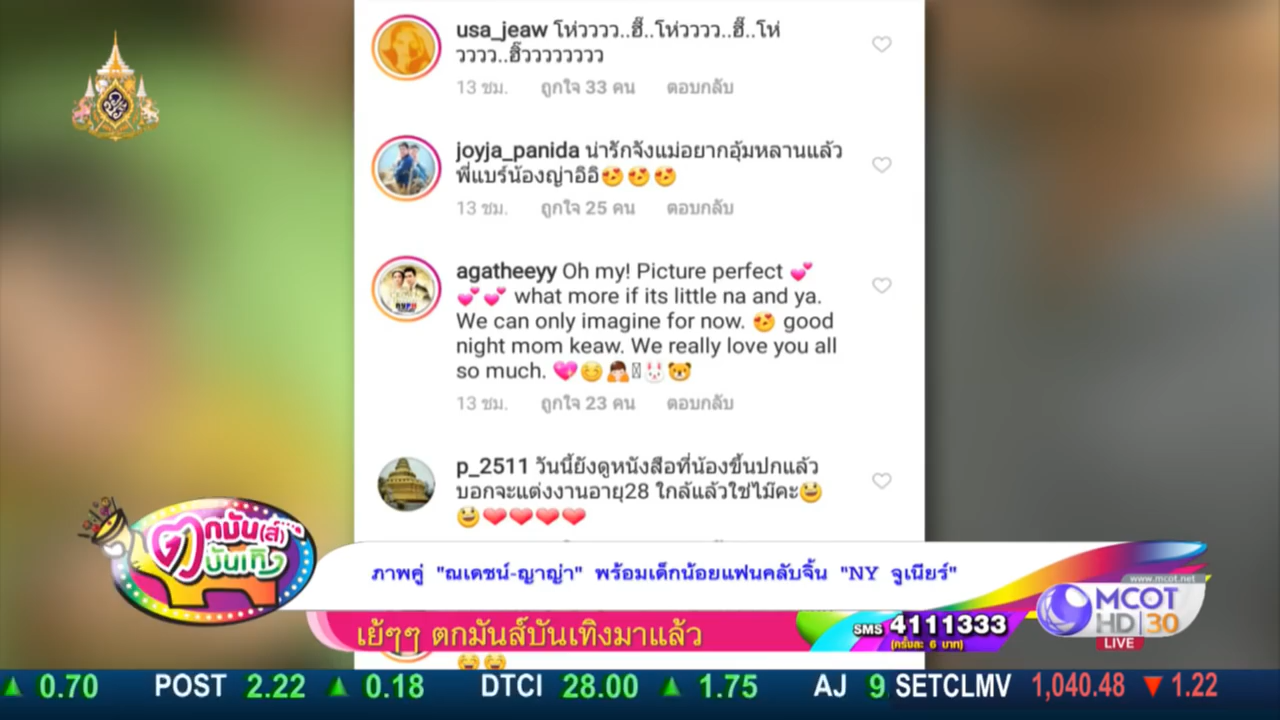 usa_jeaw โห่วววว..ฮี๊..โห่วววว..ฮี๊..โห่
วววว..ฮิ๊ววววววววว
13 ชม. ถูกใจ 33 คน ตอบกลับ
joyja_panida น่ารักจังแม่อยากอุ้มหลานแล้ว
พี่แบร์น้องญ่าอิอิ😍😍😍
13 ชม. ถูกใจ 25 คน ตอบกลับ
agatheeyy Oh my! Picture perfect 💕
💕💕 what more if its little na and ya.
We can only imagine for now. 😍 good
night mom keaw. We really love you all
so much. 💖😊🙇🐰🐻
13 ชม. ถูกใจ 23 คน ตอบกลับ
p_2511 วันนี้ยังดูหนังสือที่น้องขึ้นปกแล้ว
บอกจะแต่งงานอายุ28 ใกล้แล้วใช่ไม๊คะ😃
😃❤❤❤❤
ตกมัน(ส์)
บันเทิง
ภาพคู่ "ณเดชน์-ญาญ่า" พร้อมเด็กน้อยแฟนคลับจิ้น "NY จูเนียร์"
เย้ๆๆ ตกมันส์บันเทิงมาแล้ว
SMS 4111333
(ครั้งละ 6 บาท)
www.mcot.net
MCOT
HD 30
LIVE
▲ 0.70 POST 2.22 ▲ 0.18 DTCI 28.00 ▲ 1.75 AJ 9 SETCLMV 1,040.48 ▼ 1.22